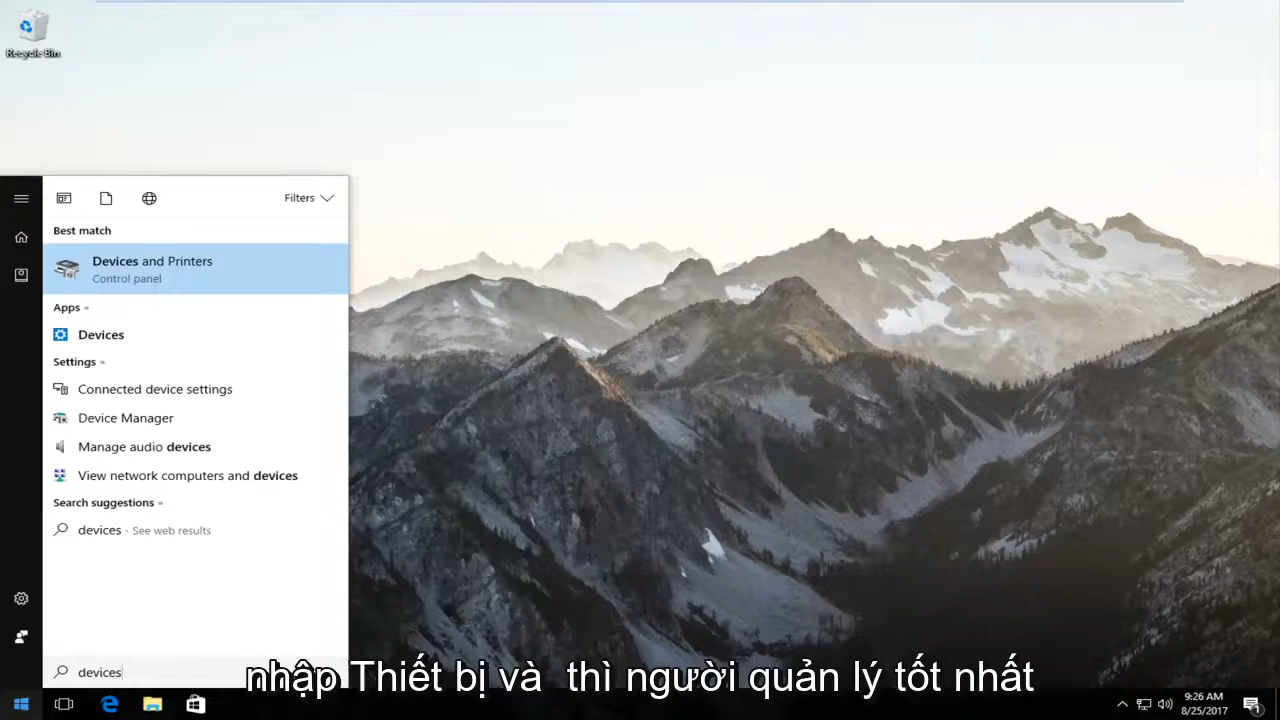 Recycle Bin
Filters
Best match
Devices and Printers
Control panel
Apps »
Devices
Settings »
Connected device settings
Device Manager
Manage audio devices
View network computers and devices
Search suggestions »
devices - See web results
devices
nhập Thiết bị và thì người quản lý tốt nhất
9:26 AM
8/25/2017
1